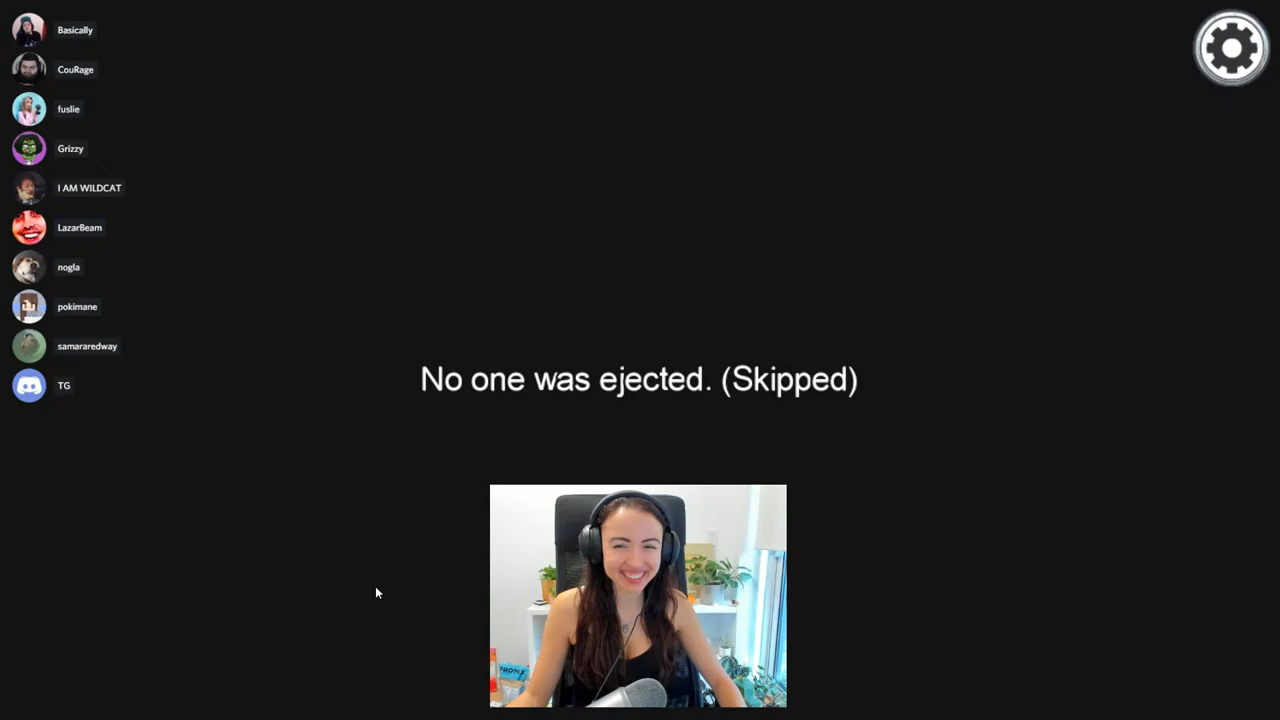 Basically
CouRage
fuslie
Grizzy
I AM WILDCAT
LazarBeam
nogla
pokimane
samararedway
TG
No one was ejected. (Skipped)